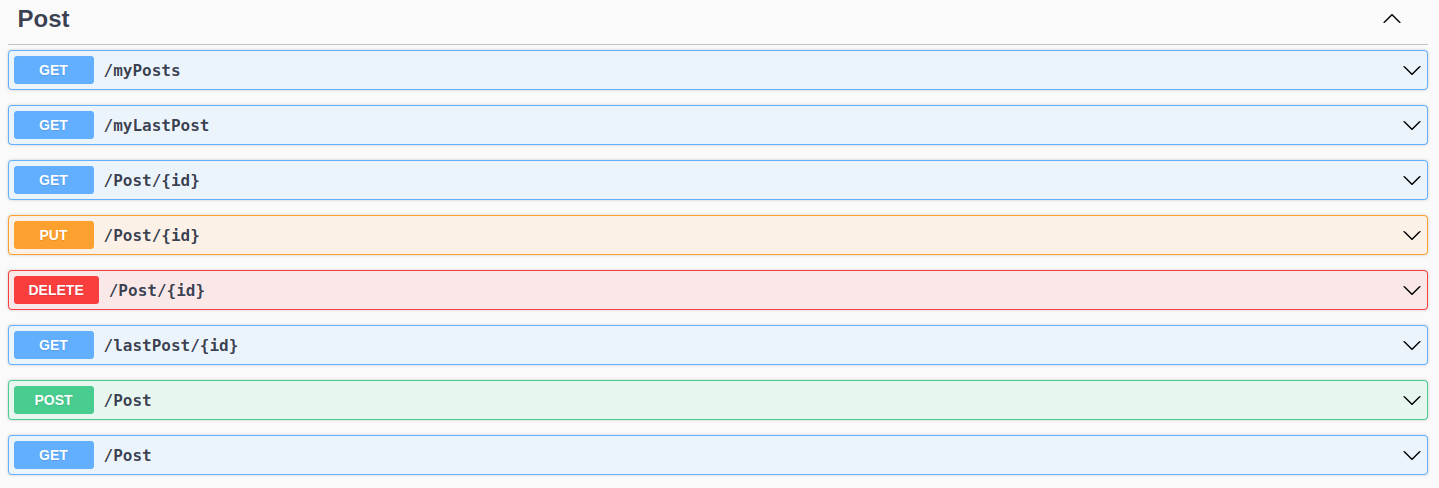 Post
GET /myPosts
GET /myLastPost
GET /Post/{id}
PUT /Post/{id}
DELETE /Post/{id}
GET /lastPost/{id}
POST /Post
GET /Post